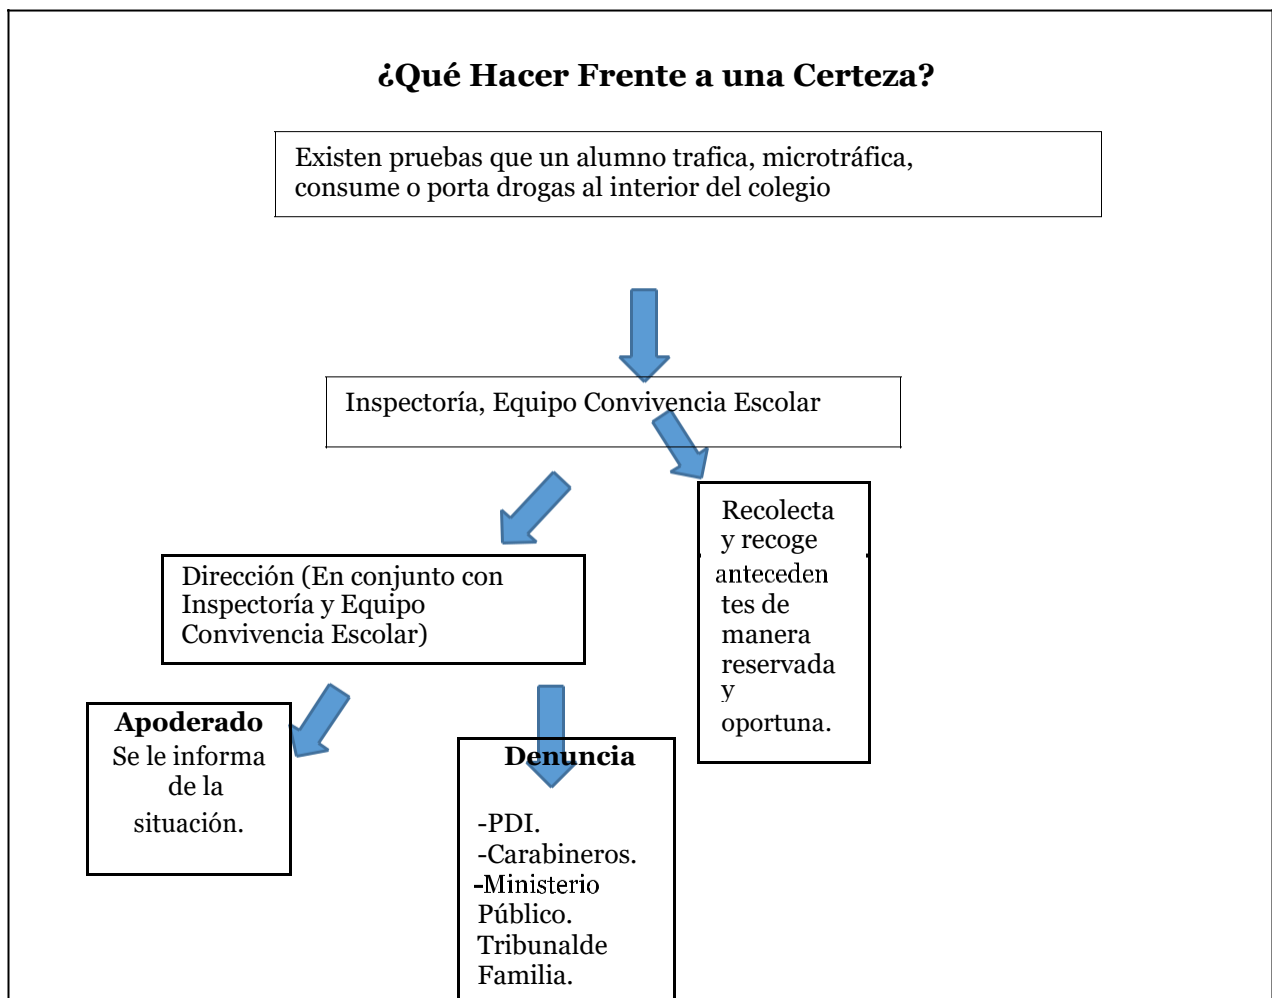 ¿Qué Hacer Frente a una Certeza?
Existen pruebas que un alumno trafica, microtráfica,
consume o porta drogas al interior del colegio
Inspectoría, Equipo Convivencia Escolar
Recolecta
y recoge
anteceden
tes de
manera
reservada
y
oportuna.
Dirección (En conjunto con
Inspectoría y Equipo
Convivencia Escolar)
Apoderado
Se le informa
de la
situación.
Denuncia
-PDI.
-Carabineros.
-Ministerio
Público.
Tribunalde
Familia.